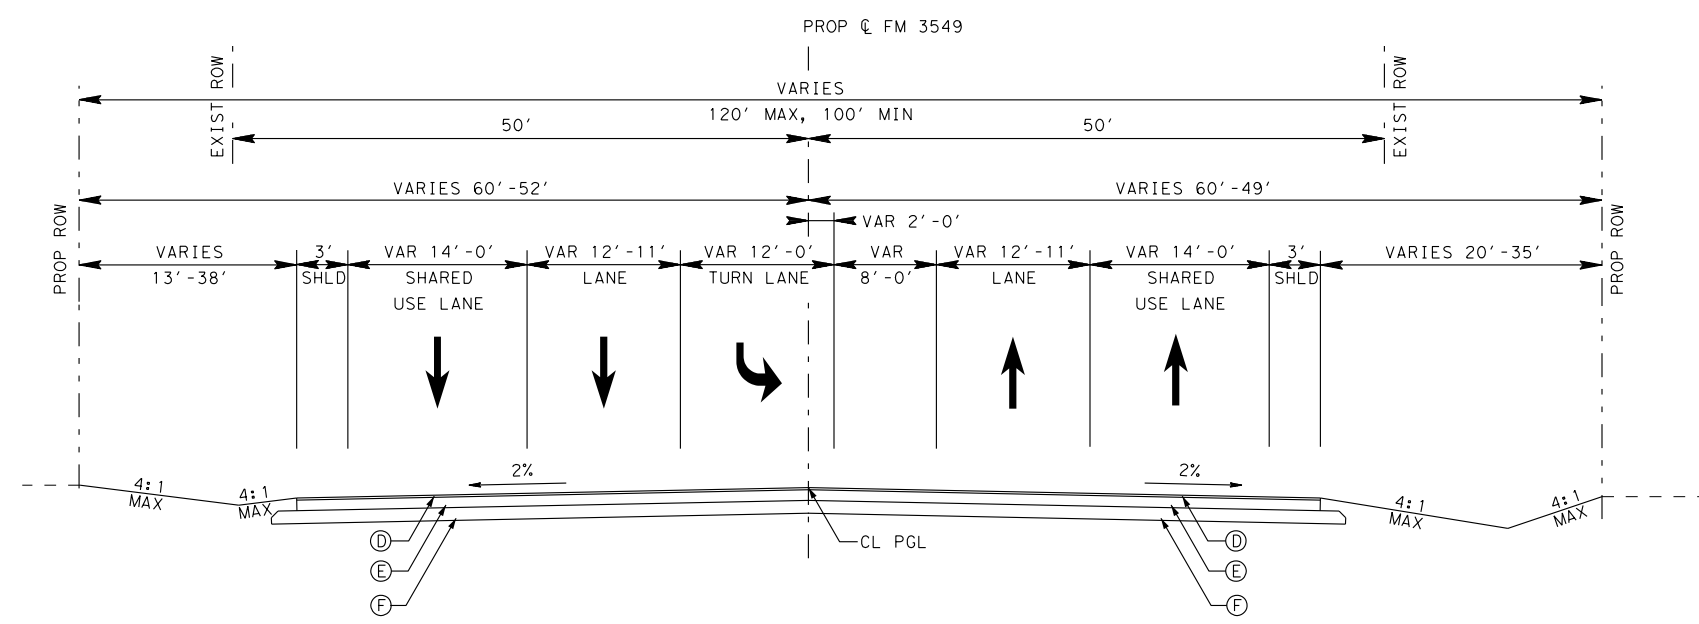 PROP ℄ FM 3549
EXIST ROW
EXIST ROW
VARIES
120' MAX, 100' MIN
50'
50'
VARIES 60'-52'
VARIES 60'-49'
VAR 2'-0'
PROP ROW
PROP ROW
VARIES
13'-38'
3'
SHLD
VAR 14'-0'
SHARED
USE LANE
VAR 12'-11'
LANE
VAR 12'-0'
TURN LANE
VAR
8'-0'
VAR 12'-11'
LANE
VAR 14'-0'
SHARED
USE LANE
3'
SHLD
VARIES 20'-35'
2%
2%
4:1
MAX
4:1
MAX
4:1
MAX
4:1
MAX
CL PGL
D
E
F
D
E
F